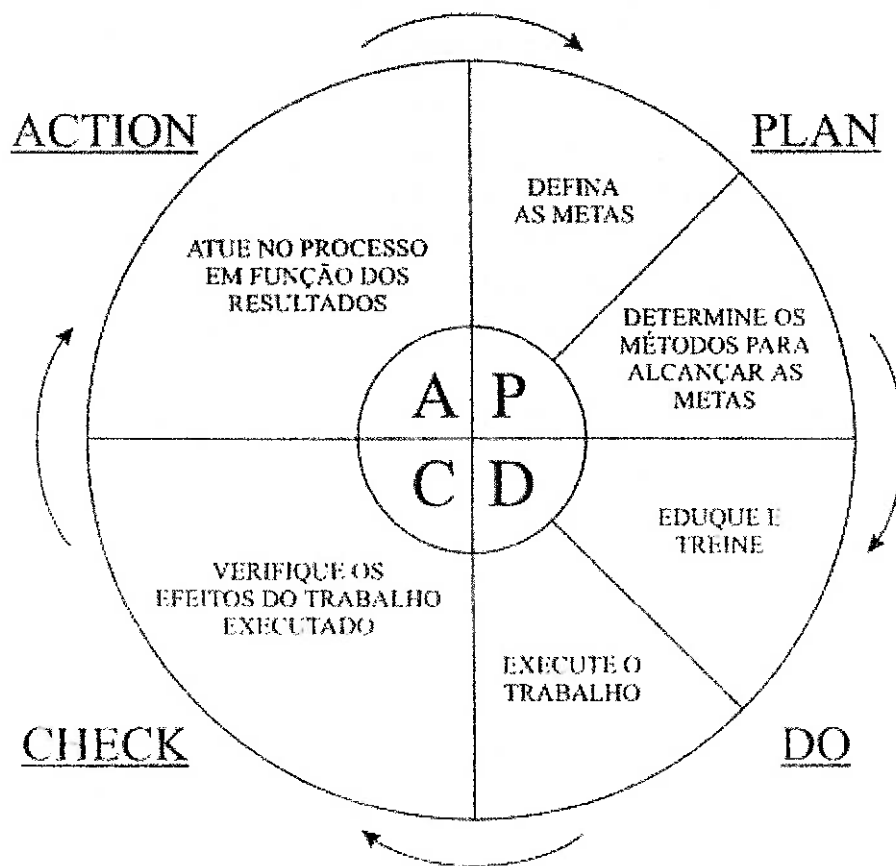 ACTION
PLAN
DEFINA
AS METAS
ATUE NO PROCESSO
EM FUNÇÃO DOS
RESULTADOS
DETERMINE OS
MÉTODOS PARA
ALCANÇAR AS
METAS
A P
C D
EDUQUE E
TREINE
VERIFIQUE OS
EFEITOS DO TRABALHO
EXECUTADO
EXECUTE O
TRABALHO
CHECK
DO